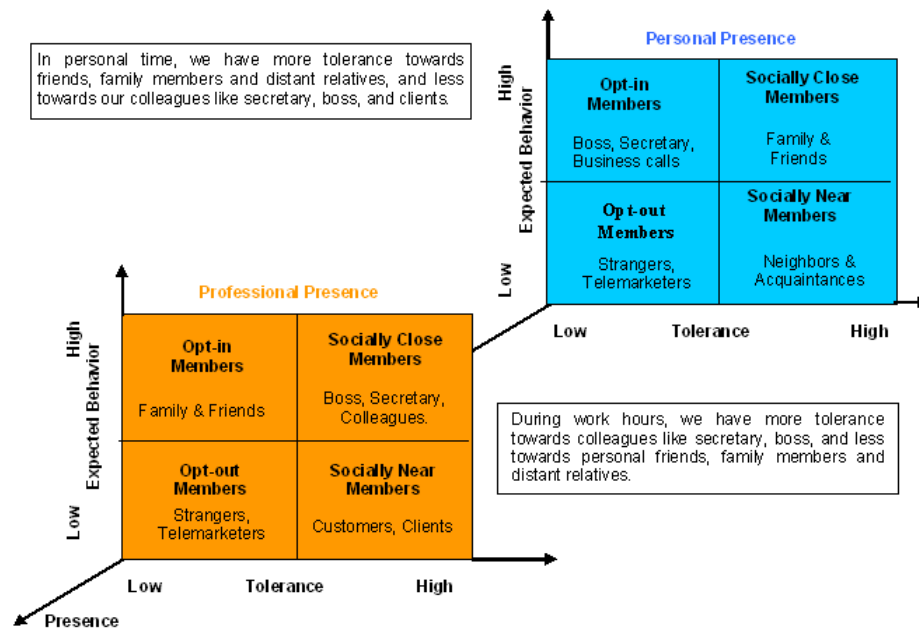 In personal time, we have more tolerance towards
friends, family members and distant relatives, and less
towards our colleagues like secretary, boss, and clients.
Personal Presence
High
Expected Behavior
Low
Opt-in
Members
Boss, Secretary,
Business calls
Socially Close
Members
Family &
Friends
Opt-out
Members
Strangers,
Telemarketers
Socially Near
Members
Neighbors &
Acquaintances
Low Tolerance High
Professional Presence
High
Expected Behavior
Low
Opt-in
Members
Family & Friends
Socially Close
Members
Boss, Secretary,
Colleagues.
Opt-out
Members
Strangers,
Telemarketers
Socially Near
Members
Customers, Clients
Low Tolerance High
Presence
During work hours, we have more tolerance
towards colleagues like secretary, boss, and less
towards personal friends, family members and
distant relatives.